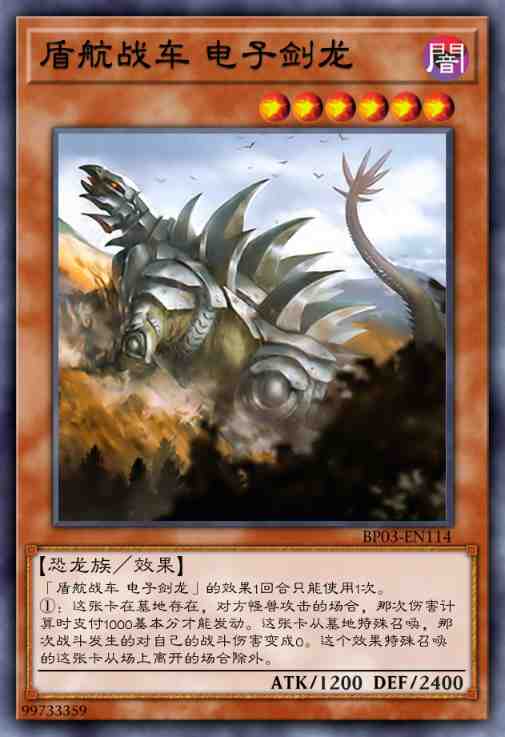 盾航战车 电子剑龙
闇
BP03-EN114
【恐龙族／效果】
「盾航战车 电子剑龙」的效果1回合只能使用1次。
①：这张卡在墓地存在，对方怪兽攻击的场合，那次伤害计
算时支付1000基本分才能发动。这张卡从墓地特殊召唤，那
次战斗发生的对自己的战斗伤害变成0。这个效果特殊召唤
的这张卡从场上离开的场合除外。
ATK/1200 DEF/2400
99733359